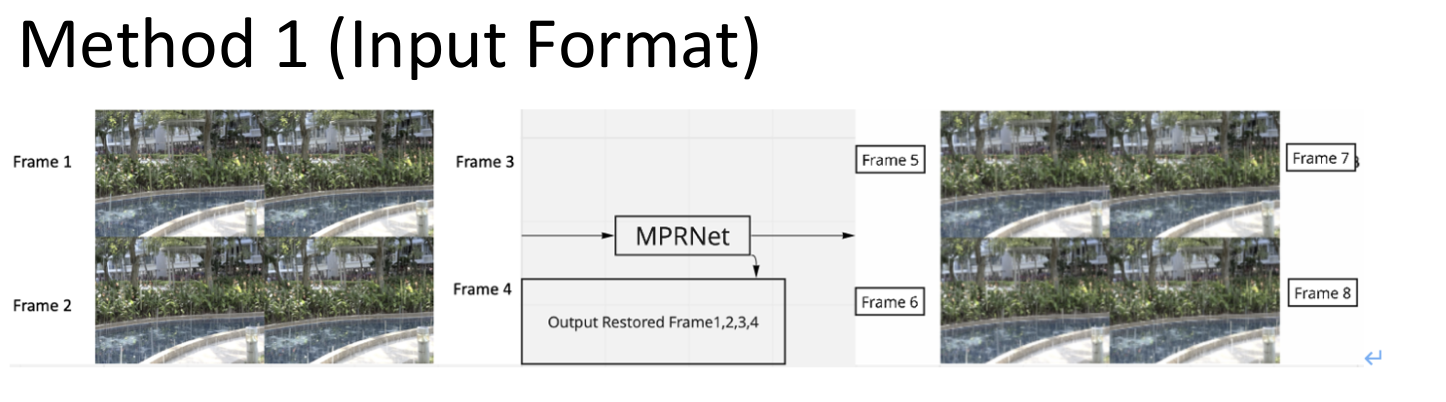 Method 1 (Input Format)
Frame 1
Frame 3
Frame 5
Frame 7
MPRNet
Frame 2
Frame 4
Frame 6
Frame 8
Output Restored Frame1,2,3,4